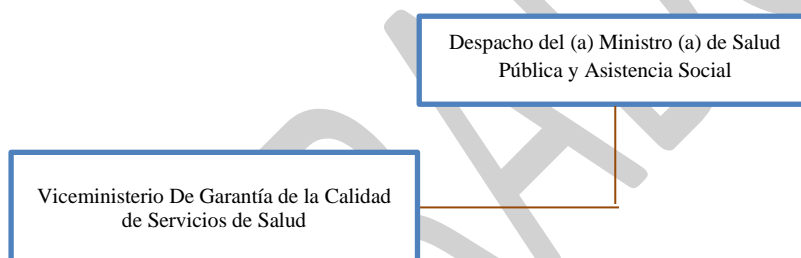 Despacho del (a) Ministro (a) de Salud
Pública y Asistencia Social
Viceministerio De Garantía de la Calidad
de Servicios de Salud